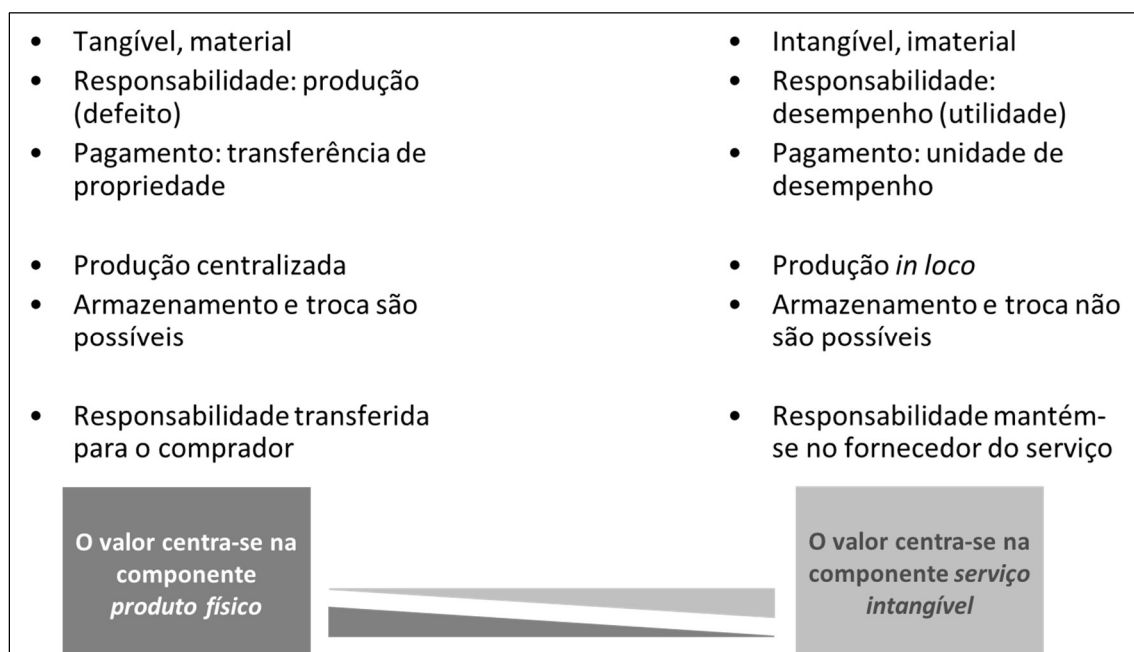 • Tangível, material
• Responsabilidade: produção
(defeito)
• Pagamento: transferência de
propriedade
• Produção centralizada
• Armazenamento e troca são
possíveis
• Responsabilidade transferida
para o comprador
O valor centra-se na
componente
produto físico
• Intangível, imaterial
• Responsabilidade:
desempenho (utilidade)
• Pagamento: unidade de
desempenho
• Produção in loco
• Armazenamento e troca não
são possíveis
• Responsabilidade mantém-
se no fornecedor do serviço
O valor centra-se na
componente serviço
intangível